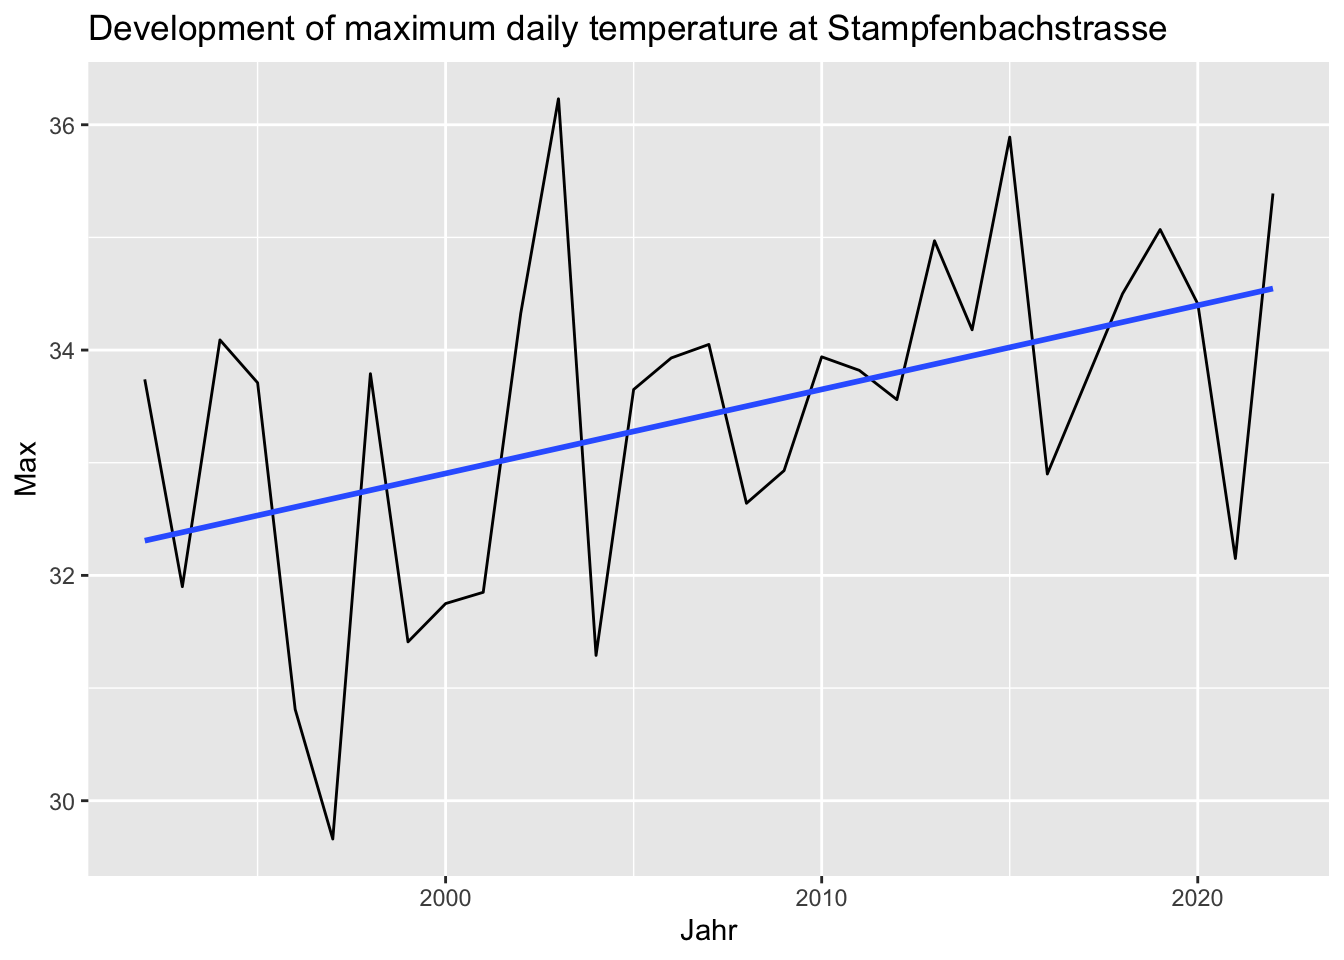 Development of maximum daily temperature at Stampfenbachstrasse
Max
36
34
32
30
2000
2010
2020
Jahr